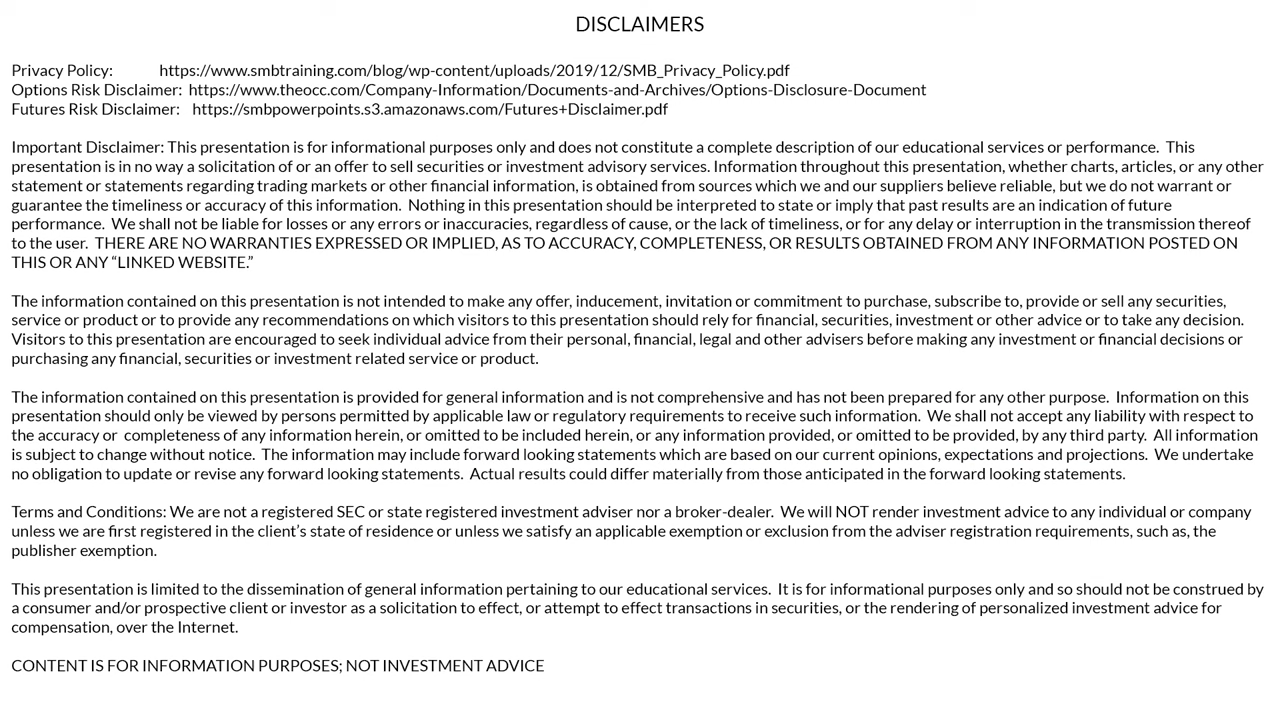 DISCLAIMERS
Privacy Policy: https://www.smbtraining.com/blog/wp-content/uploads/2019/12/SMB_Privacy_Policy.pdf
Options Risk Disclaimer: https://www.theocc.com/Company-Information/Documents-and-Archives/Options-Disclosure-Document
Futures Risk Disclaimer: https://smbpowerpoints.s3.amazonaws.com/Futures+Disclaimer.pdf
Important Disclaimer: This presentation is for informational purposes only and does not constitute a complete description of our educational services or performance. This
presentation is in no way a solicitation of or an offer to sell securities or investment advisory services. Information throughout this presentation, whether charts, articles, or any other
statement or statements regarding trading markets or other financial information, is obtained from sources which we and our suppliers believe reliable, but we do not warrant or
guarantee the timeliness or accuracy of this information. Nothing in this presentation should be interpreted to state or imply that past results are an indication of future
performance. We shall not be liable for losses or any errors or inaccuracies, regardless of cause, or the lack of timeliness, or for any delay or interruption in the transmission thereof
to the user. THERE ARE NO WARRANTIES EXPRESSED OR IMPLIED, AS TO ACCURACY, COMPLETENESS, OR RESULTS OBTAINED FROM ANY INFORMATION POSTED ON
THIS OR ANY “LINKED WEBSITE.”
The information contained on this presentation is not intended to make any offer, inducement, invitation or commitment to purchase, subscribe to, provide or sell any securities,
service or product or to provide any recommendations on which visitors to this presentation should rely for financial, securities, investment or other advice or to take any decision.
Visitors to this presentation are encouraged to seek individual advice from their personal, financial, legal and other advisers before making any investment or financial decisions or
purchasing any financial, securities or investment related service or product.
The information contained on this presentation is provided for general information and is not comprehensive and has not been prepared for any other purpose. Information on this
presentation should only be viewed by persons permitted by applicable law or regulatory requirements to receive such information. We shall not accept any liability with respect to
the accuracy or completeness of any information herein, or omitted to be included herein, or any information provided, or omitted to be provided, by any third party. All information
is subject to change without notice. The information may include forward looking statements which are based on our current opinions, expectations and projections. We undertake
no obligation to update or revise any forward looking statements. Actual results could differ materially from those anticipated in the forward looking statements.
Terms and Conditions: We are not a registered SEC or state registered investment adviser nor a broker-dealer. We will NOT render investment advice to any individual or company
unless we are first registered in the client’s state of residence or unless we satisfy an applicable exemption or exclusion from the adviser registration requirements, such as, the
publisher exemption.
This presentation is limited to the dissemination of general information pertaining to our educational services. It is for informational purposes only and so should not be construed by
a consumer and/or prospective client or investor as a solicitation to effect, or attempt to effect transactions in securities, or the rendering of personalized investment advice for
compensation, over the Internet.
CONTENT IS FOR INFORMATION PURPOSES; NOT INVESTMENT ADVICE